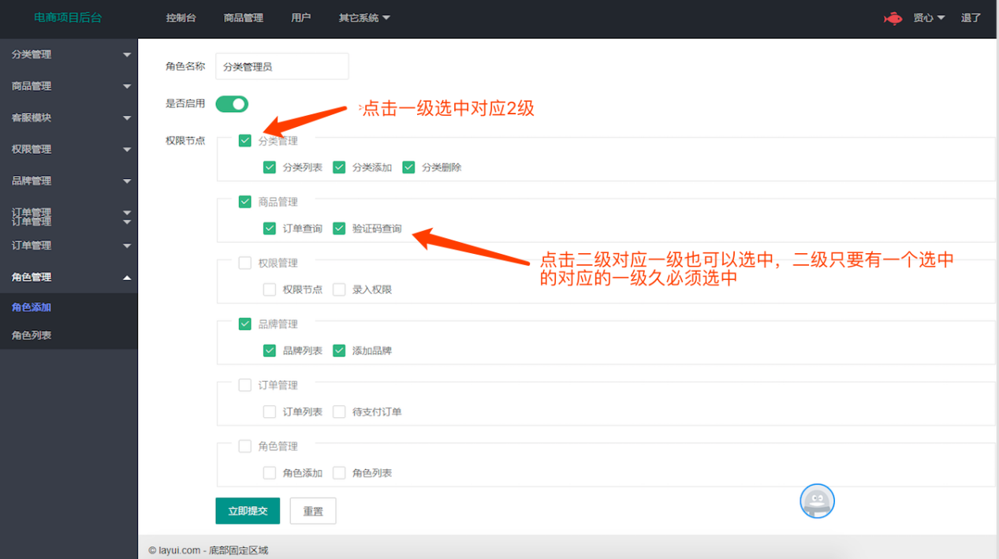 电商项目后台 控制台 商品管理 用户 其它系统 贤心 退了
分类管理
商品管理
客服模块
权限管理
品牌管理
订单管理
订单管理
订单管理
角色管理
角色添加
角色列表
角色名称 分类管理员
是否启用
点击一级选中对应2级
权限节点 分类管理
分类列表 分类添加 分类删除
商品管理
订单查询 验证码查询
点击二级对应一级也可以选中，二级只要有一个选中
的对应的一级久必须选中
权限管理
权限节点 录入权限
品牌管理
品牌列表 添加品牌
订单管理
订单列表 待支付订单
角色管理
角色添加 角色列表
立即提交 重置
© layui.com - 底部固定区域